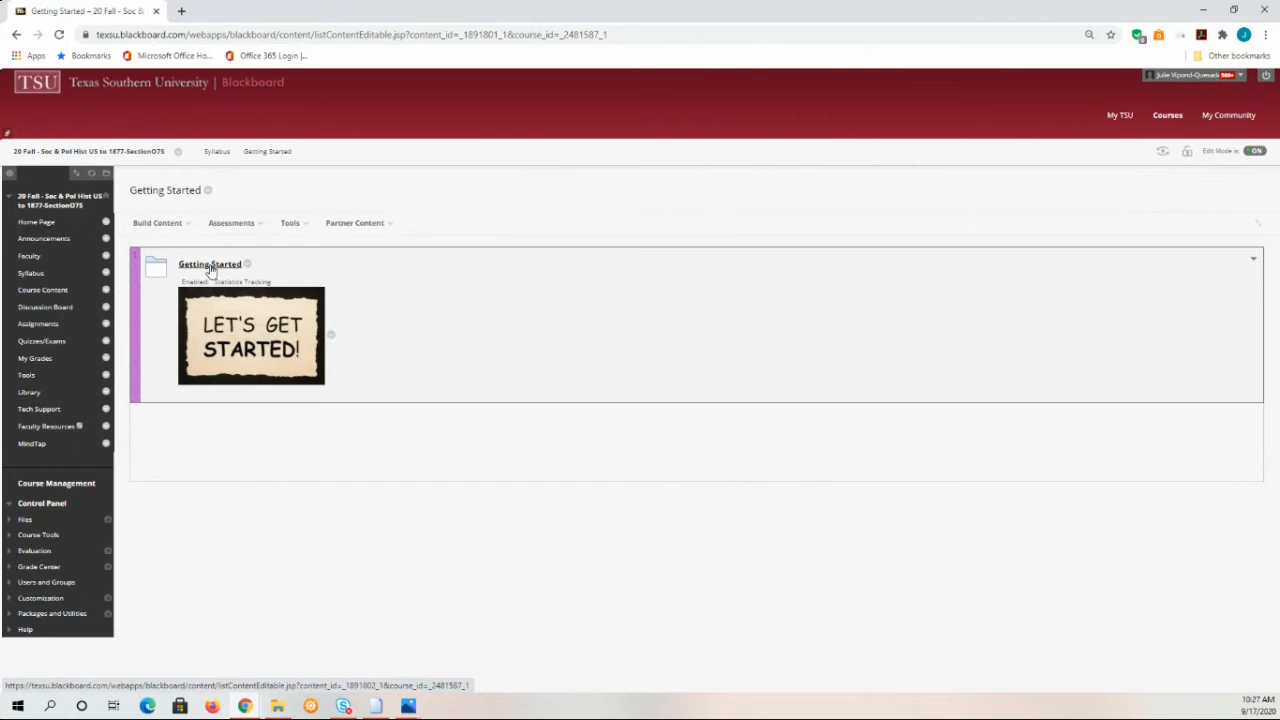 Getting Started – 20 Fall - Soc &
texsu.blackboard.com/webapps/blackboard/content/listContentEditable.jsp?content_id=_1891801_1&course_id=_2481587_1
Apps Bookmarks Microsoft Office Ho... Office 365 Login |... Other bookmarks
TSU Texas Southern University | Blackboard
Julie Vipond-Quesada
My TSU Courses My Community
20 Fall - Soc & Pol Hist US to 1877-SectionO7S Syllabus Getting Started Edit Mode is: ON
20 Fall - Soc & Pol Hist US
to 1877-SectionO7S
Home Page
Announcements
Faculty
Syllabus
Course Content
Discussion Board
Assignments
Quizzes/Exams
My Grades
Tools
Library
Tech Support
Faculty Resources
MindTap
Course Management
Control Panel
Files
Course Tools
Evaluation
Grade Center
Users and Groups
Customization
Packages and Utilities
Help
Getting Started
Build Content Assessments Tools Partner Content
Getting Started
Enabled: Statistics Tracking
LET'S GET
STARTED!
https://texsu.blackboard.com/webapps/blackboard/content/listContentEditable.jsp?content_id=_1891802_1&course_id=_2481587_1
10:27 AM
9/17/2020